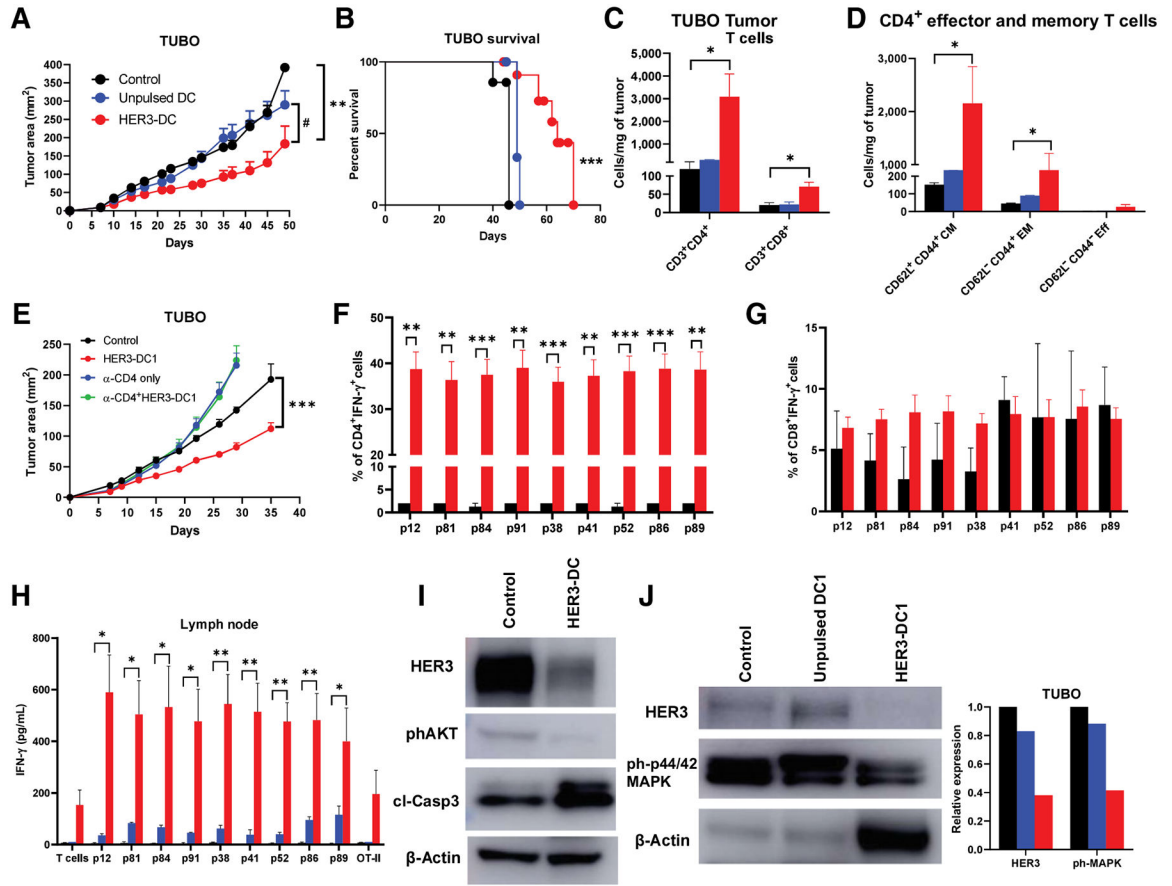 A
TUBO
Tumor area (mm²)
400
350
300
250
200
150
100
50
0
0 5 10 15 20 25 30 35 40 45 50
Days
Control
Unpulsed DC
HER3-DC
**
#
B
TUBO survival
Percent survival
100
50
0
0 20 40 60 80
Days
***
C
TUBO Tumor
T cells
Cells/mg of tumor
5,000
4,000
3,000
2,000
1,000
100
50
0
*
*
CD3⁺CD4⁺
CD3⁺CD8⁺
D
CD4⁺ effector and memory T cells
Cells/mg of tumor
3,000
2,000
1,000
200
100
0
*
*
CD62L⁺ CD44⁺ CM
CD62L⁻ CD44⁺ EM
CD62L⁻ CD44⁻ Eff
E
TUBO
Tumor area (mm²)
250
200
150
100
50
0
0 5 10 15 20 25 30 35 40
Days
Control
HER3-DC1
α-CD4 only
α-CD4⁺HER3-DC1
***
F
% of CD4⁺IFN-γ⁺ cells
60
40
20
10
8
6
4
2
0
** ** *** ** *** ** *** *** **
p12 p81 p84 p91 p38 p41 p52 p86 p89
G
% of CD8⁺IFN-γ⁺ cells
15
10
5
0
p12 p81 p84 p91 p38 p41 p52 p86 p89
H
Lymph node
IFN-γ (pg/mL)
800
600
400
200
0
* * * * ** ** ** ** *
T cells p12 p81 p84 p91 p38 p41 p52 p86 p89 OT-II
I
Control
HER3-DC
HER3
phAKT
cl-Casp3
β-Actin
J
Control
Unpulsed DC1
HER3-DC1
HER3
ph-p44/42
MAPK
β-Actin
TUBO
Relative expression
1.0
0.8
0.6
0.4
0.2
0.0
HER3
ph-MAPK